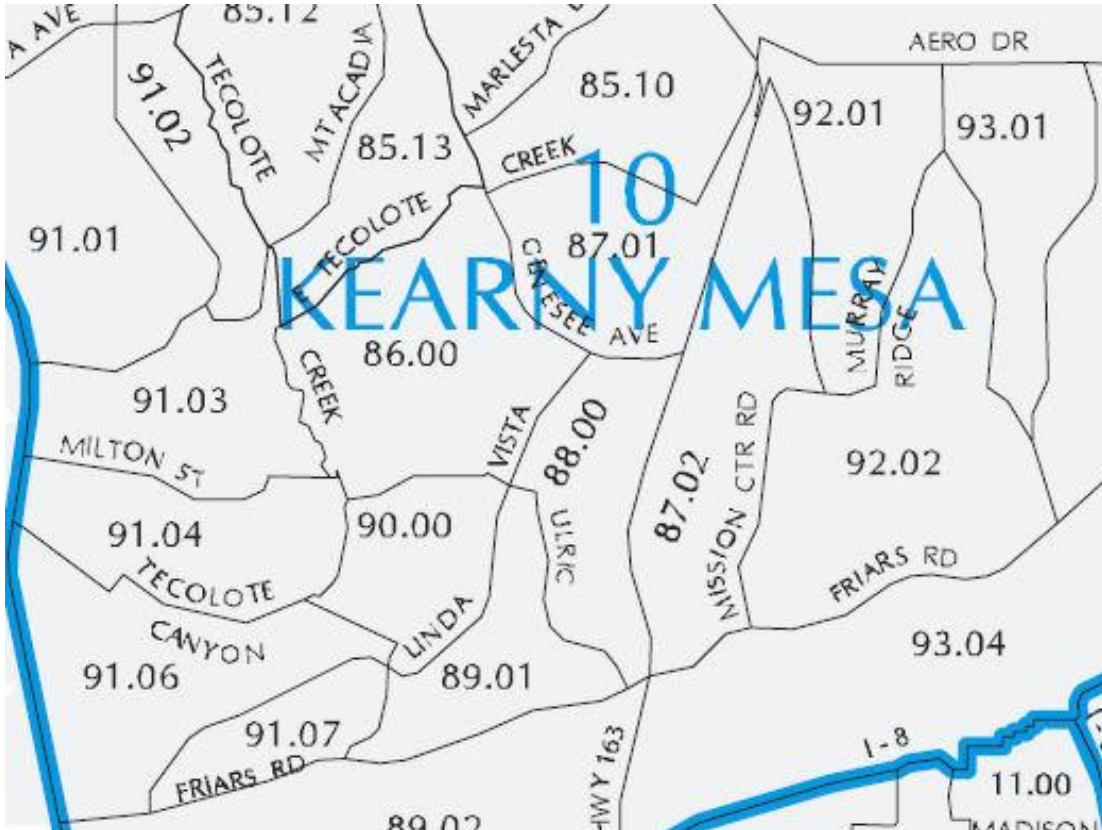 A AVE
85.12
AERO DR
TECOLOTE
MT ACADIA
MARLESTA
91.02
85.10
92.01
93.01
85.13
CREEK
10
TECOLOTE
91.01
87.01
KEARNY MESA
GENESEE AVE
MURRAY RIDGE
86.00
CREEK
91.03
VISTA
88.00
MISSION CTR RD
MILTON ST
92.02
87.02
91.04
90.00
ULRIC
TECOLOTE
FRIARS RD
CANYON
LINDA
93.04
91.06
89.01
91.07
HWY 163
I-8
FRIARS RD
11.00
89.02
MADISON